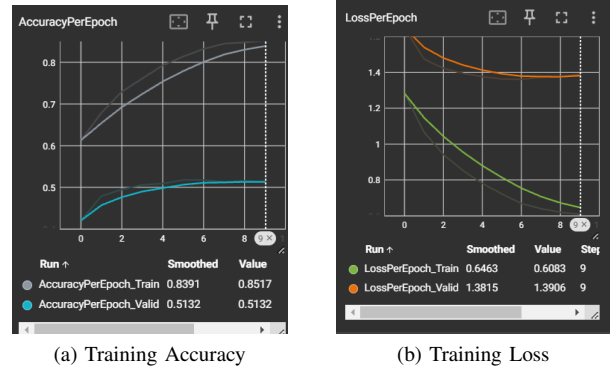 AccuracyPerEpoch
0.8
0.7
0.6
0.5
0 2 4 6 8 9 ×
Run ↑ Smoothed Value
AccuracyPerEpoch_Train 0.8391 0.8517
AccuracyPerEpoch_Valid 0.5132 0.5132
(a) Training Accuracy
LossPerEpoch
1.4
1.2
1
0.8
0 2 4 6 8 9 ×
Run ↑ Smoothed Value Step
LossPerEpoch_Train 0.6463 0.6083 9
LossPerEpoch_Valid 1.3815 1.3906 9
(b) Training Loss